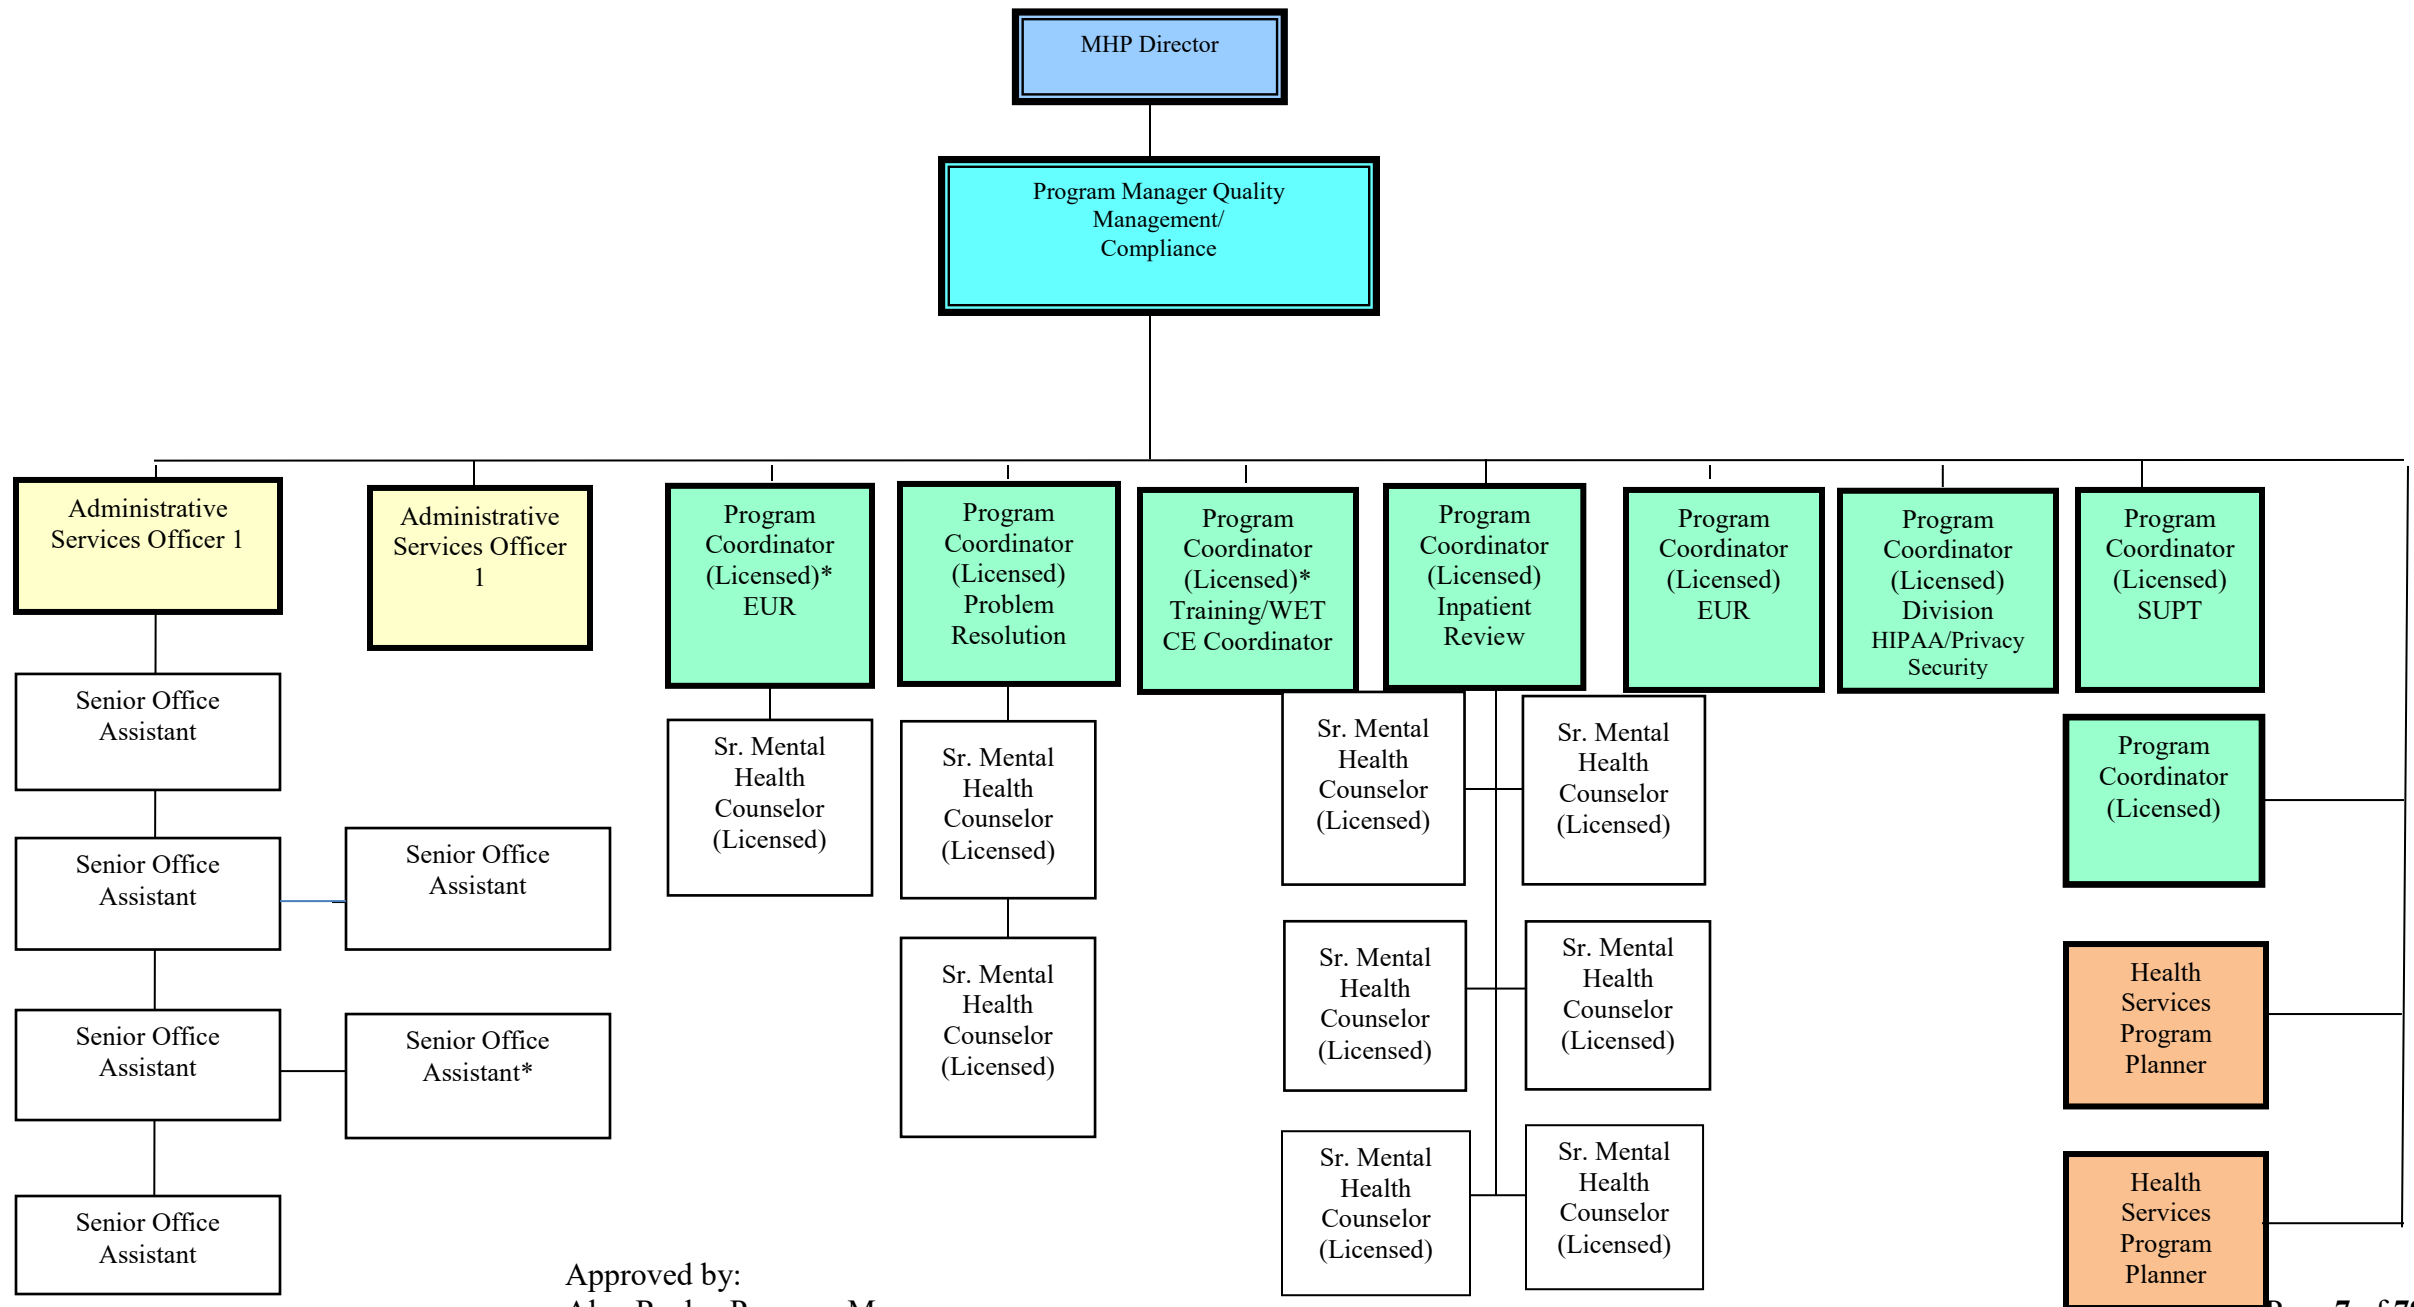 MHP Director
Program Manager Quality
Management/
Compliance
Administrative
Services Officer 1
Administrative
Services Officer
1
Program
Coordinator
(Licensed)*
EUR
Program
Coordinator
(Licensed)
Problem
Resolution
Program
Coordinator
(Licensed)*
Training/WET
CE Coordinator
Program
Coordinator
(Licensed)
Inpatient
Review
Program
Coordinator
(Licensed)
EUR
Program
Coordinator
(Licensed)
Division
HIPAA/Privacy
Security
Program
Coordinator
(Licensed)
SUPT
Senior Office
Assistant
Senior Office
Assistant
Senior Office
Assistant
Senior Office
Assistant
Senior Office
Assistant*
Senior Office
Assistant
Sr. Mental
Health
Counselor
(Licensed)
Sr. Mental
Health
Counselor
(Licensed)
Sr. Mental
Health
Counselor
(Licensed)
Sr. Mental
Health
Counselor
(Licensed)
Sr. Mental
Health
Counselor
(Licensed)
Sr. Mental
Health
Counselor
(Licensed)
Sr. Mental
Health
Counselor
(Licensed)
Sr. Mental
Health
Counselor
(Licensed)
Sr. Mental
Health
Counselor
(Licensed)
Program
Coordinator
(Licensed)
Health
Services
Program
Planner
Health
Services
Program
Planner
Approved by: